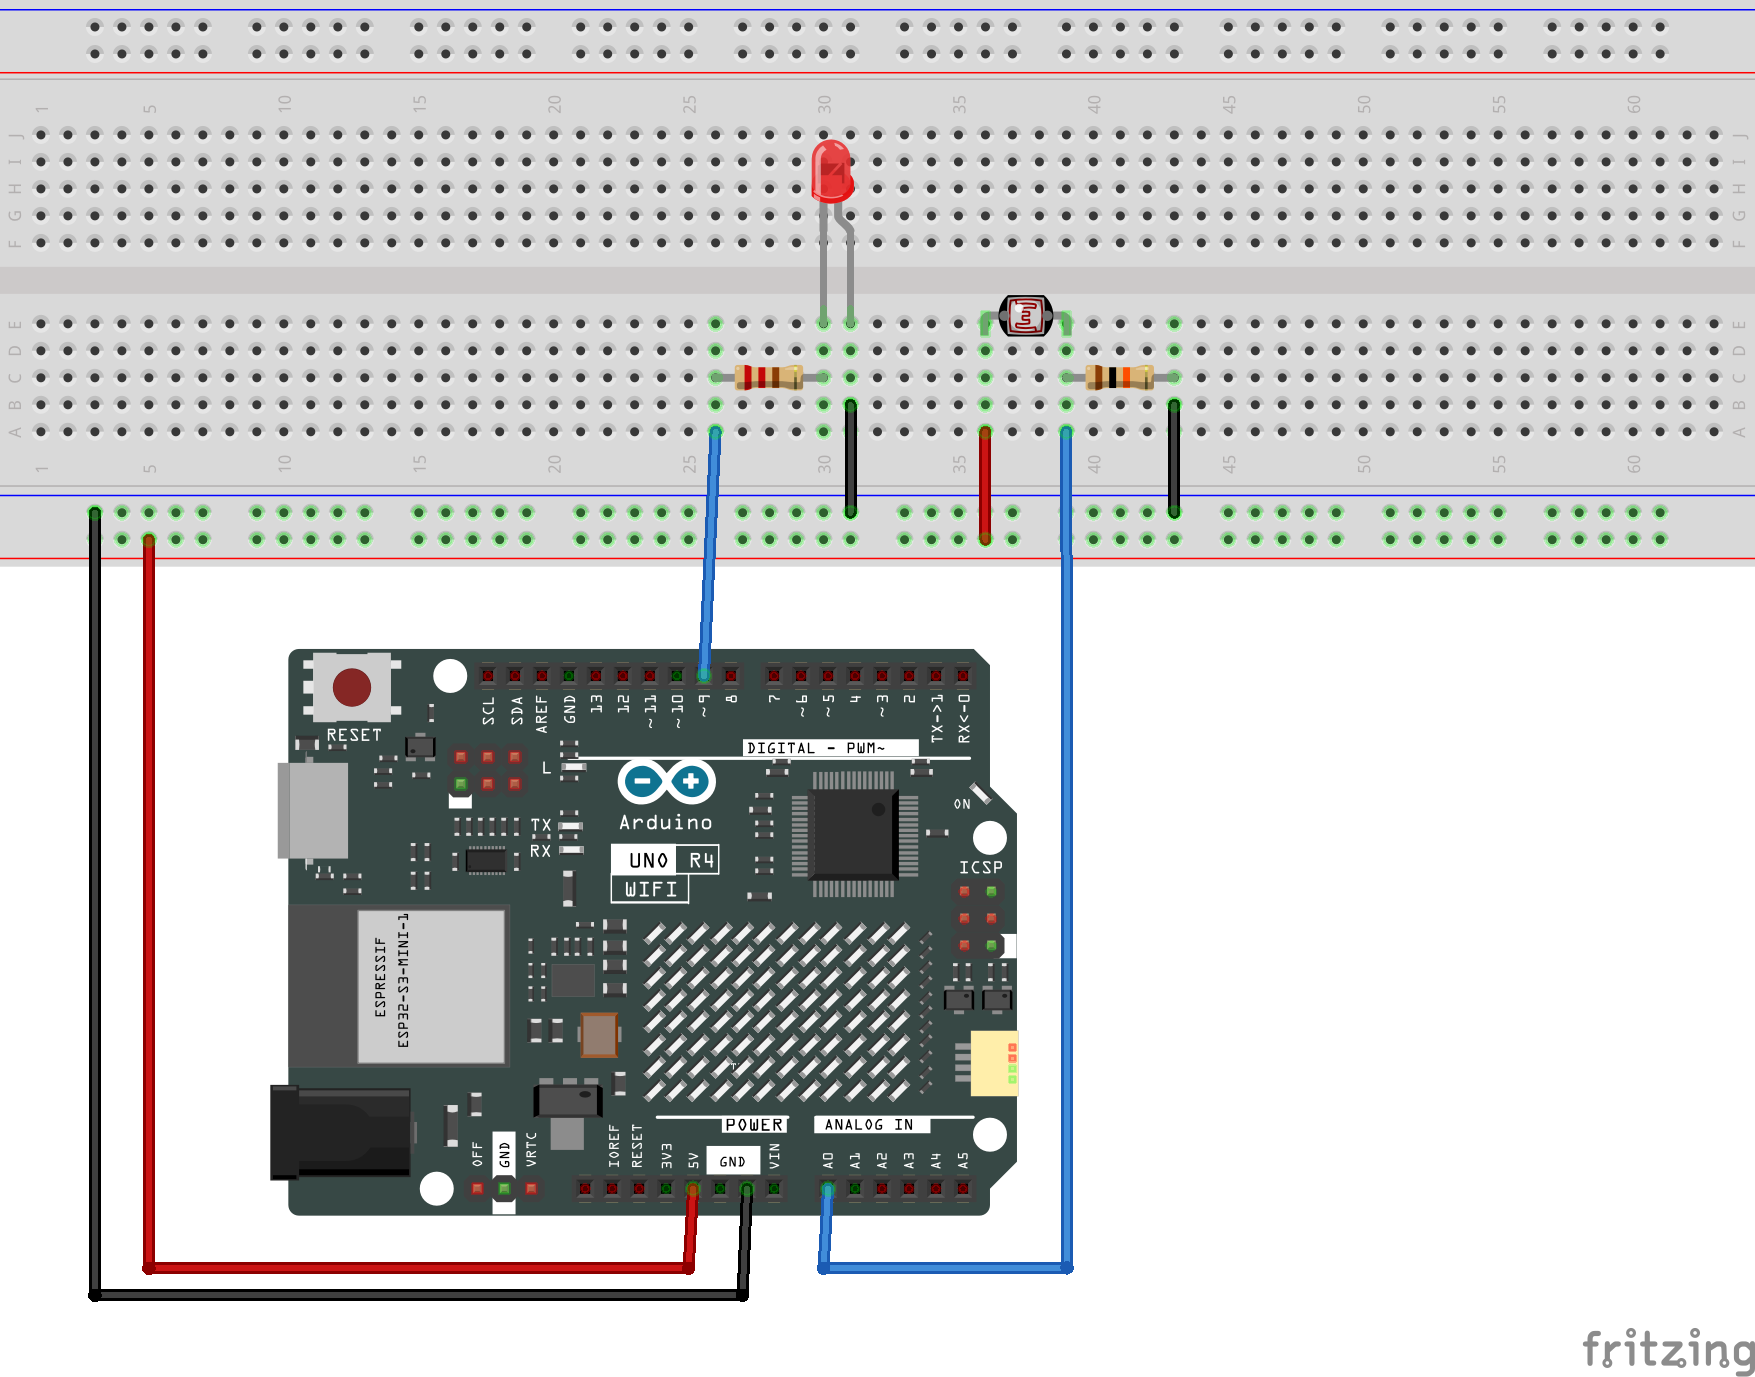 1 5 10 15 20 25 30 35 40 45 50 55 60
J J
I I
H H
G G
F F
E E
D D
C C
B B
A A
1 5 10 15 20 25 30 35 40 45 50 55 60
SCL SDA AREF GND 13 12 ~11 ~10 ~9 8 7 ~6 ~5 4 ~3 2 TX->1 RX<-0
RESET
DIGITAL - PWM~
L
ON
TX
Arduino
RX
UNO R4
WIFI
ICSP
ESPRESSIF
ESP32-S3-MINI-1
POWER
ANALOG IN
OFF GND VRTC IOREF RESET 3V3 5V GND VIN A0 A1 A2 A3 A4 A5
fritzing